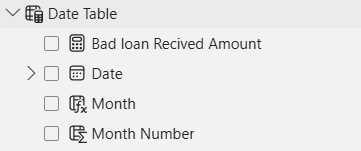 Date Table
Bad loan Recived Amount
Date
Month
Month Number